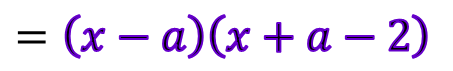 = (x − a)(x + a − 2)